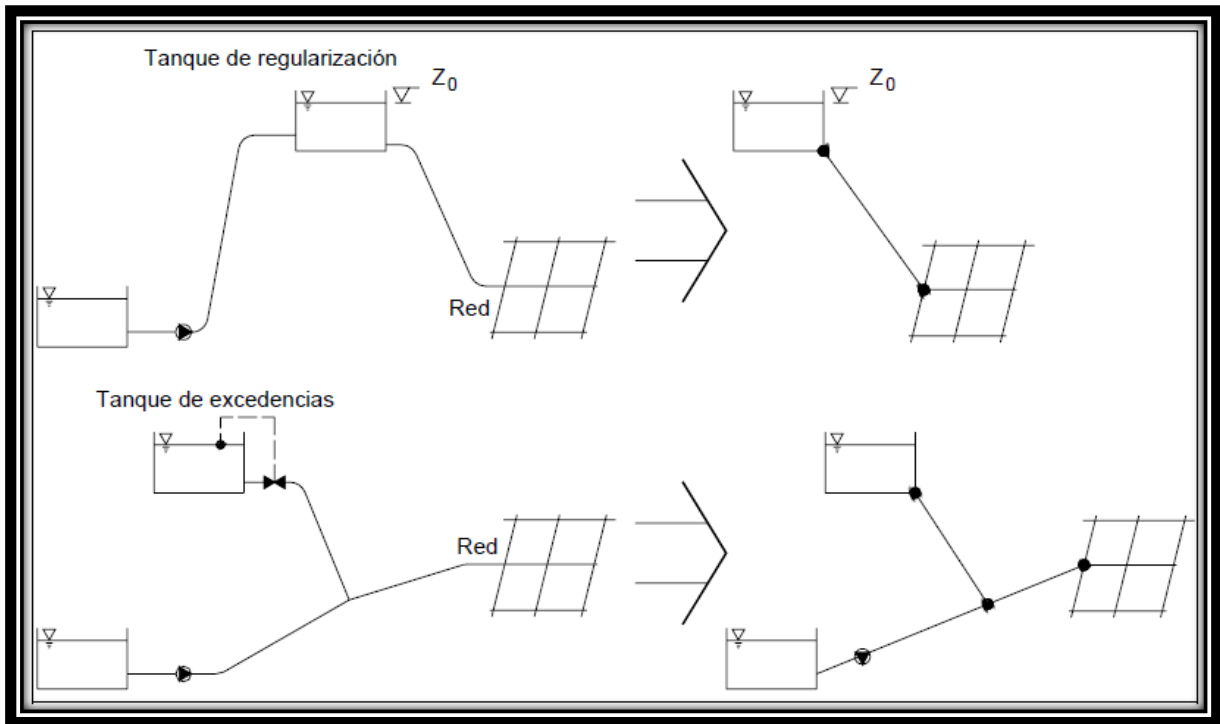 Tanque de regularización
Z0
Z0
Red
Tanque de excedencias
Red